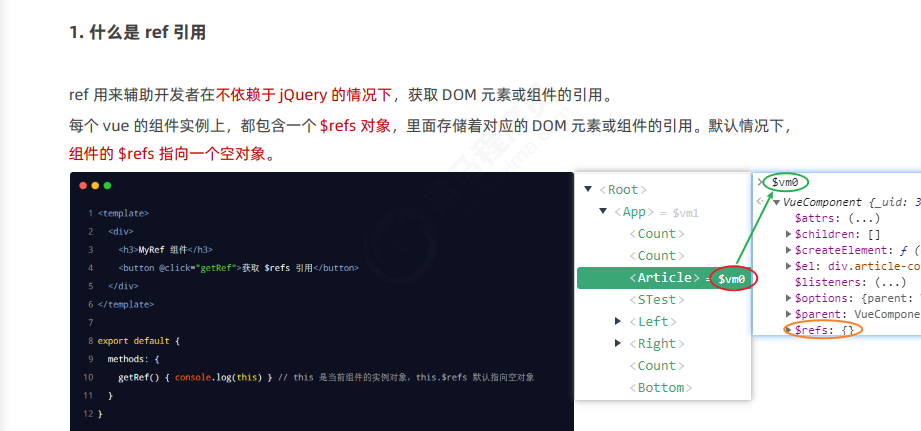 1. 什么是 ref 引用
ref 用来辅助开发者在不依赖于 jQuery 的情况下，获取 DOM 元素或组件的引用。
每个 vue 的组件实例上，都包含一个 $refs 对象，里面存储着对应的 DOM 元素或组件的引用。默认情况下，
组件的 $refs 指向一个空对象。
1 <template>
2 <div>
3 <h3>MyRef 组件</h3>
4 <button @click="getRef">获取 $refs 引用</button>
5 </div>
6 </template>
7
8 export default {
9 methods: {
10 getRef() { console.log(this) } // this 是当前组件的实例对象，this.$refs 默认指向空对象
11 }
12 }
▼ <Root>
▼ <App> = $vm1
<Count>
<Count>
<Article> = $vm0
<STest>
▶ <Left>
▶ <Right>
<Count>
<Bottom>
> $vm0
▼VueComponent {_uid: 3
$attrs: (...)
▶ $children: []
▶ $createElement: ƒ (
▶ $el: div.article-co
$listeners: (...)
▶ $options: {parent:
▶ $parent: VueCompone
▶ $refs: {}